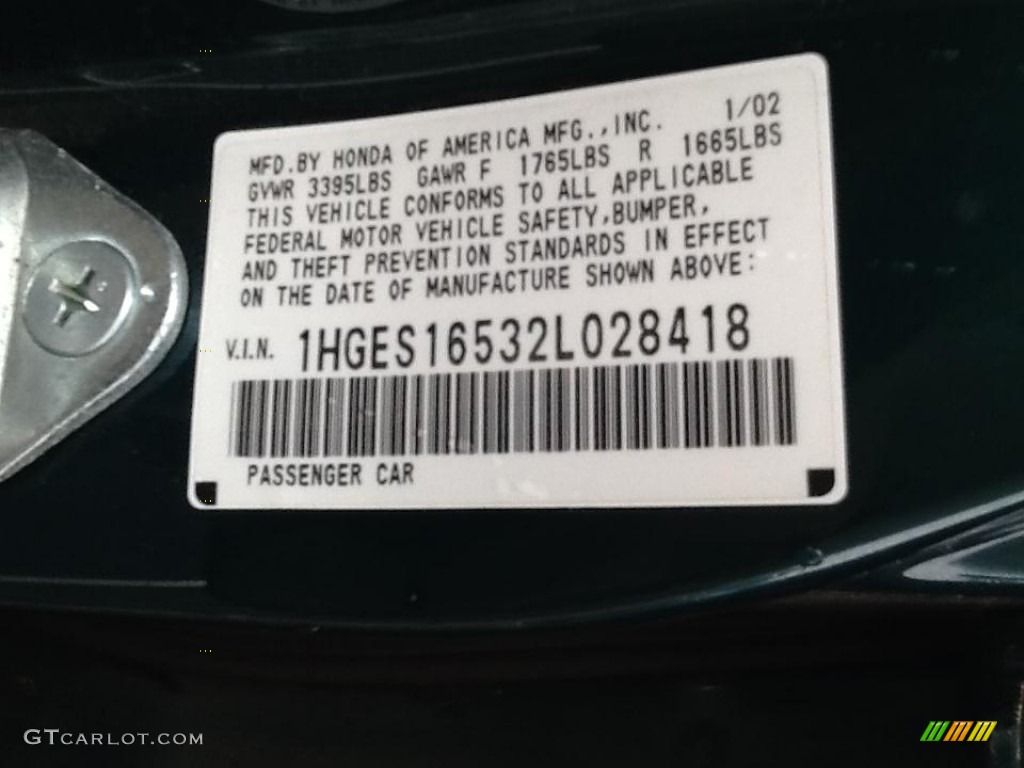 MFD.BY HONDA OF AMERICA MFG.,INC. 1/02
GVWR 3395LBS GAWR F 1765LBS R 1665LBS
THIS VEHICLE CONFORMS TO ALL APPLICABLE
FEDERAL MOTOR VEHICLE SAFETY,BUMPER,
AND THEFT PREVENTION STANDARDS IN EFFECT
ON THE DATE OF MANUFACTURE SHOWN ABOVE:
V.I.N. 1HGES16532L028418
PASSENGER CAR
GTCARLOT.COM